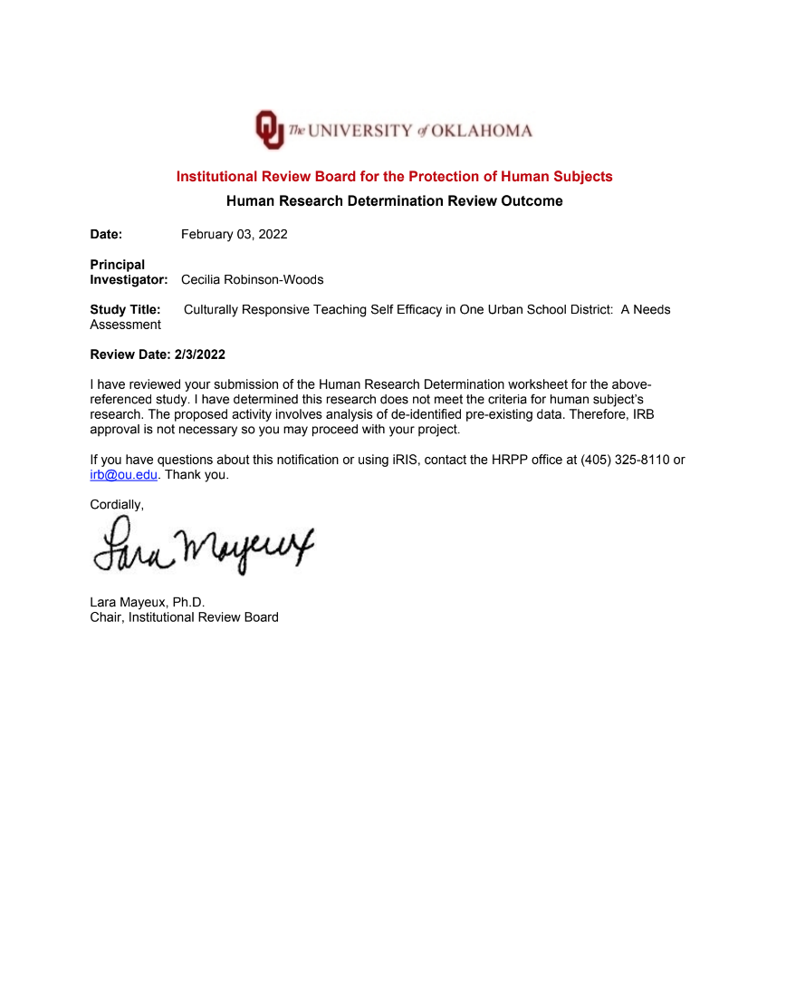 The UNIVERSITY of OKLAHOMA
Institutional Review Board for the Protection of Human Subjects
Human Research Determination Review Outcome
Date: February 03, 2022
Principal
Investigator: Cecilia Robinson-Woods
Study Title: Culturally Responsive Teaching Self Efficacy in One Urban School District: A Needs
Assessment
Review Date: 2/3/2022
I have reviewed your submission of the Human Research Determination worksheet for the above-
referenced study. I have determined this research does not meet the criteria for human subject's
research. The proposed activity involves analysis of de-identified pre-existing data. Therefore, IRB
approval is not necessary so you may proceed with your project.
If you have questions about this notification or using iRIS, contact the HRPP office at (405) 325-8110 or
irb@ou.edu. Thank you.
Cordially,
Lara Mayeux
Lara Mayeux, Ph.D.
Chair, Institutional Review Board